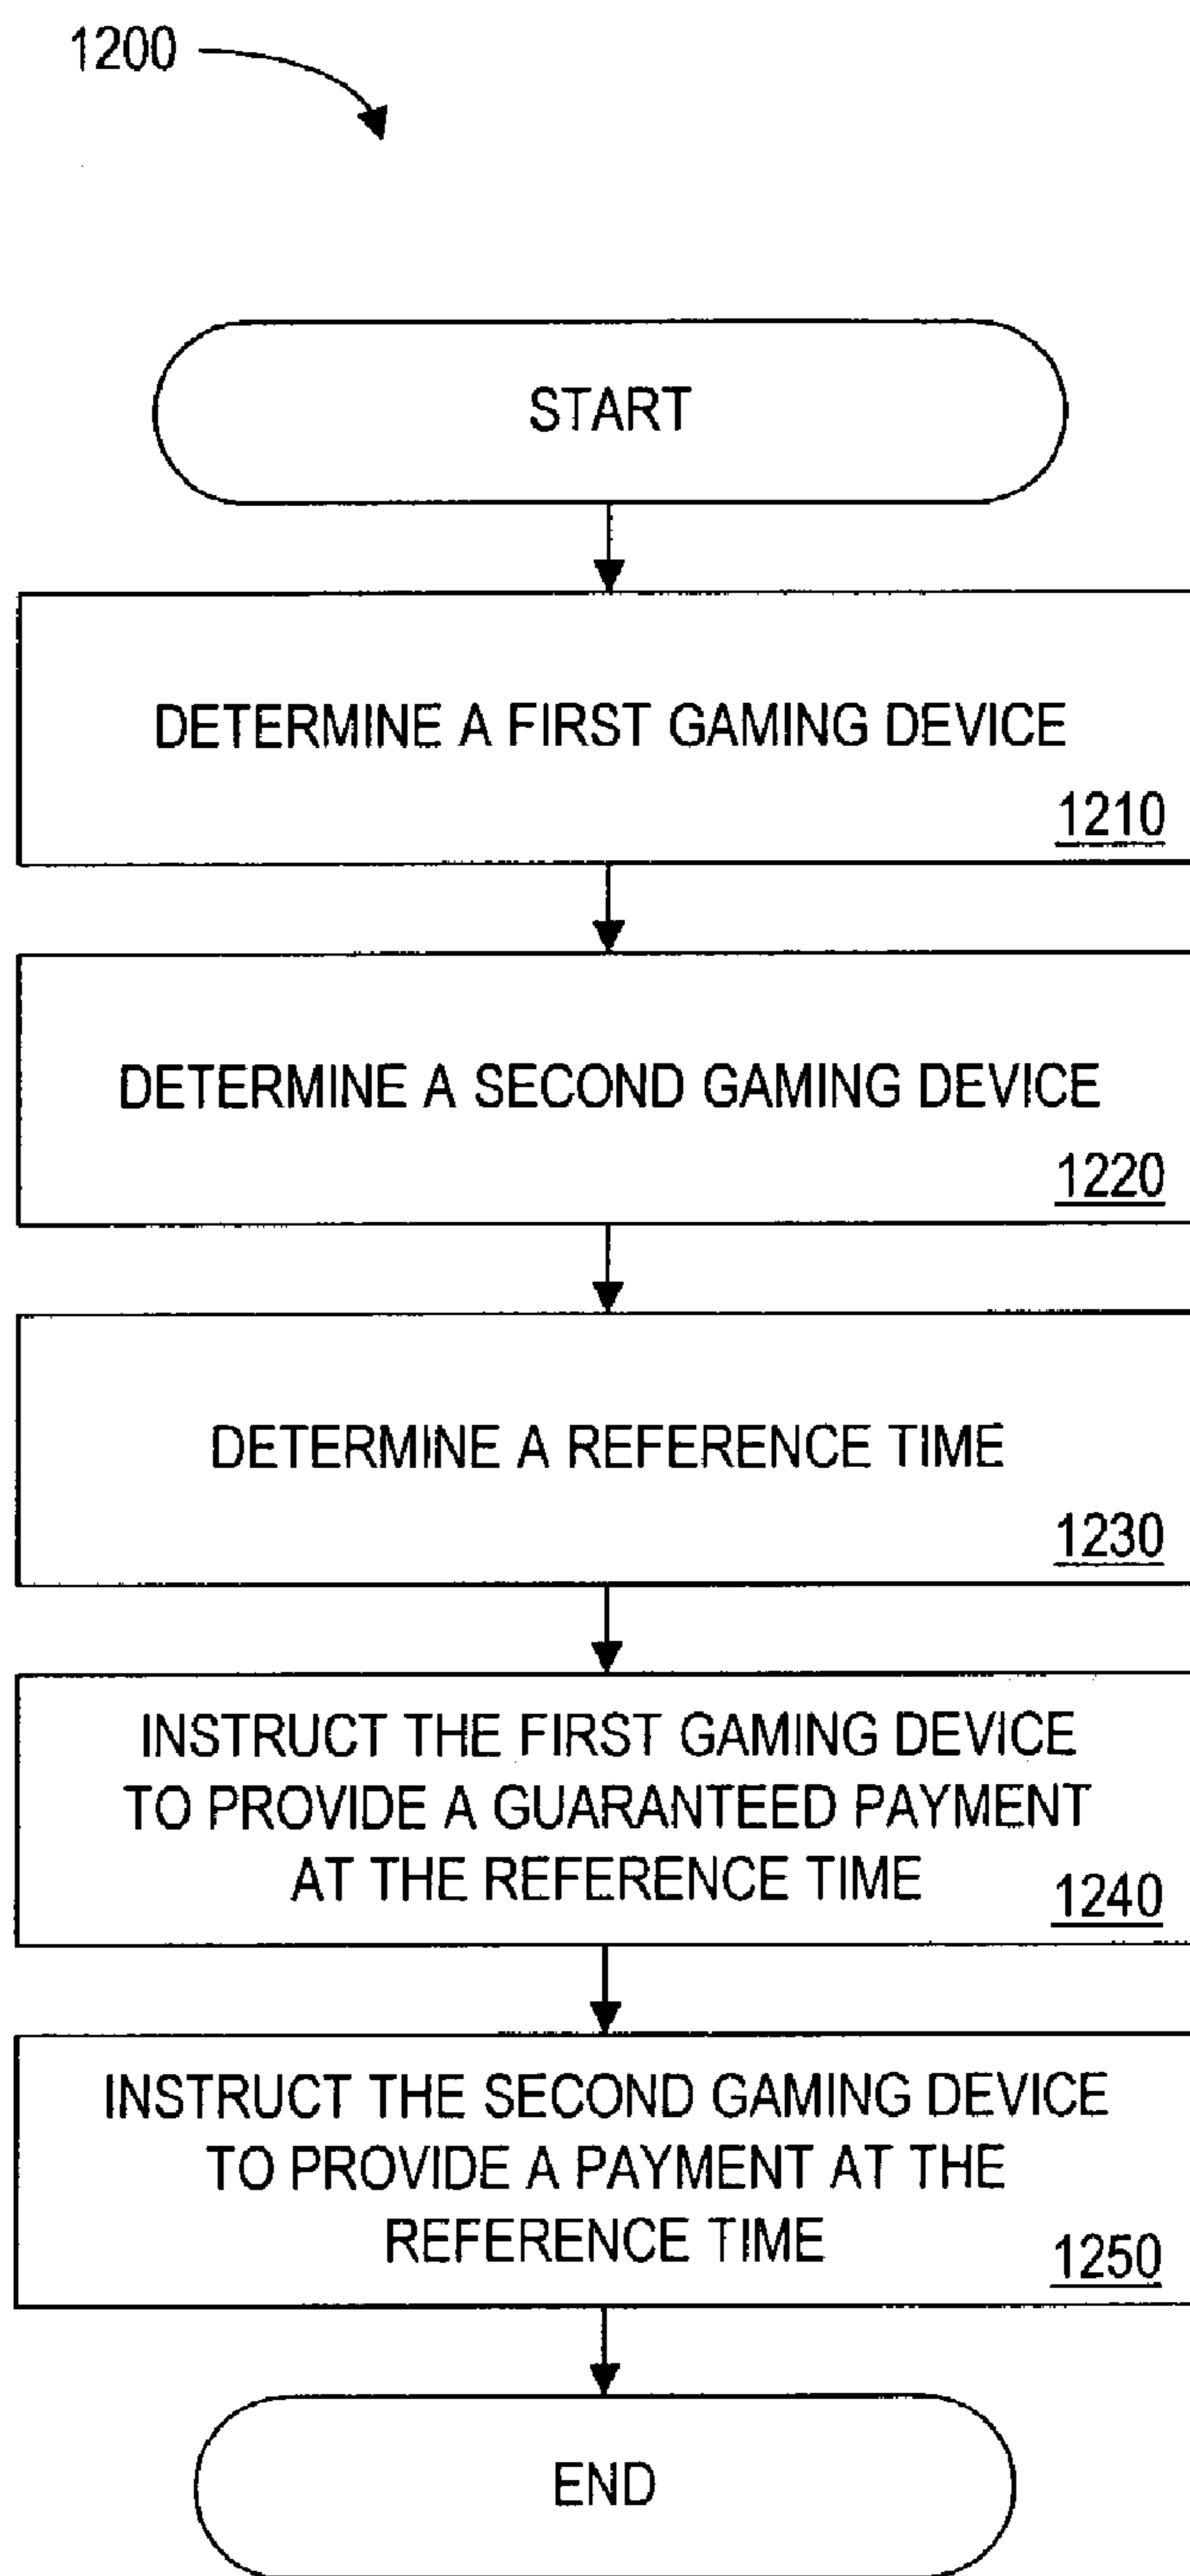 1200
START
DETERMINE A FIRST GAMING DEVICE
1210
DETERMINE A SECOND GAMING DEVICE
1220
DETERMINE A REFERENCE TIME
1230
INSTRUCT THE FIRST GAMING DEVICE
TO PROVIDE A GUARANTEED PAYMENT
AT THE REFERENCE TIME
1240
INSTRUCT THE SECOND GAMING DEVICE
TO PROVIDE A PAYMENT AT THE
REFERENCE TIME
1250
END